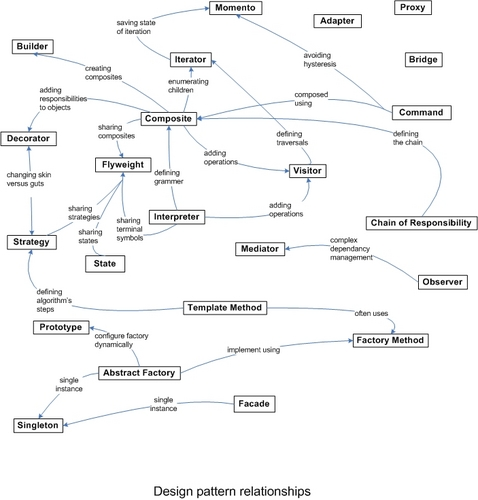 Momento
Proxy
Adapter
saving state
of iteration
Builder
Iterator
avoiding
hysteresis
Bridge
creating
composites
enumerating
children
adding
responsibilities
to objects
composed
using
Command
Composite
sharing
composites
defining
traversals
defining
the chain
Decorator
adding
operations
Flyweight
Visitor
changing skin
versus guts
defining
grammer
sharing
strategies
sharing
terminal
symbols
Interpreter
adding
operations
Chain of Responsibility
sharing
states
Strategy
Mediator
complex
dependancy
management
State
Observer
defining
algorithm's
steps
Template Method
often uses
Prototype
configure factory
dynamically
Factory Method
implement using
Abstract Factory
single
instance
single
instance
Facade
Singleton
Design pattern relationships